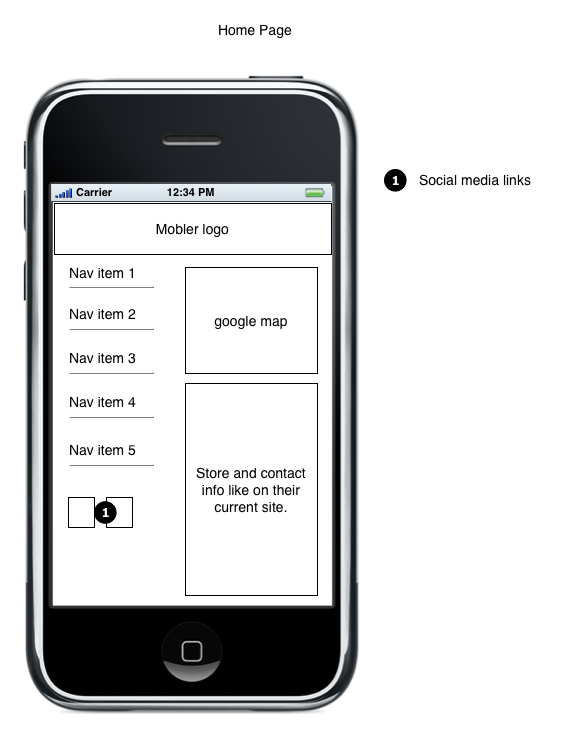 Home Page
Carrier 12:34 PM
Mobler logo
Nav item 1
Nav item 2
Nav item 3
Nav item 4
Nav item 5
1
google map
Store and contact
info like on their
current site.
1 Social media links